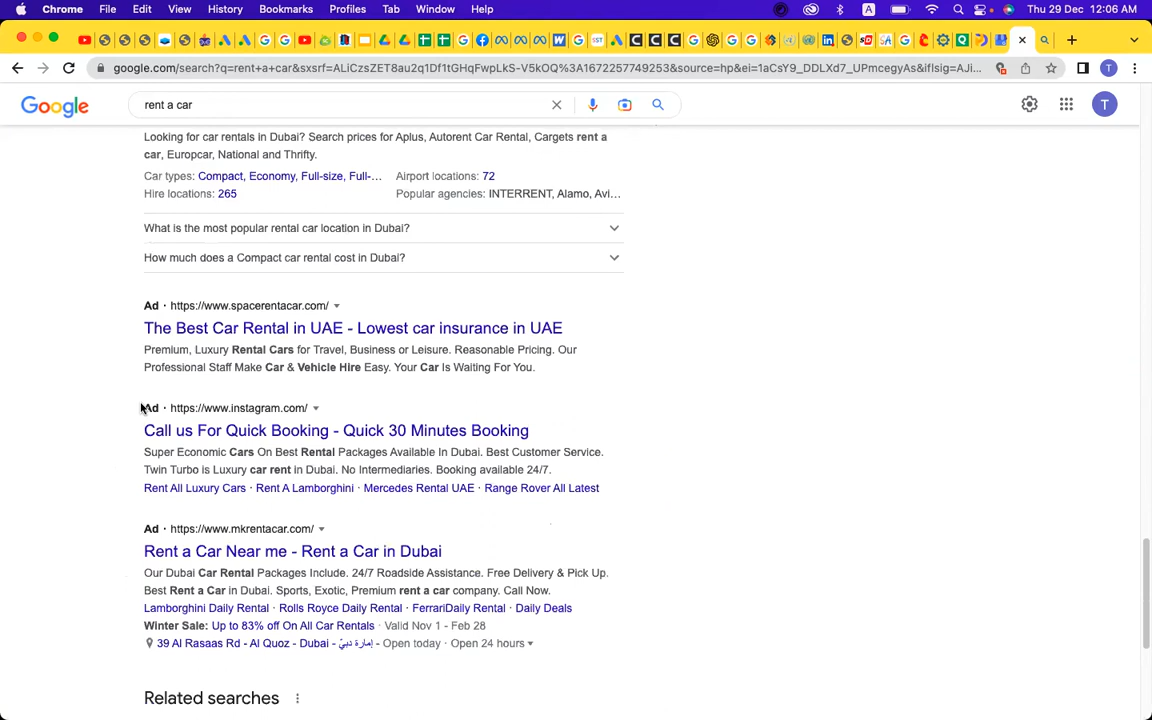 Chrome File Edit View History Bookmarks Profiles Tab Window Help A Thu 29 Dec 12:06 AM
google.com/search?q=rent+a+car&sxsrf=ALiCzsZET8au2q1Df1tGHqFwpLkS-V5kOQ%3A1672257749253&source=hp&ei=1aCsY9_DDLXd7_UPmcegyAs&iflsig=AJi... T
Google rent a car T
Looking for car rentals in Dubai? Search prices for Aplus, Autorent Car Rental, Cargets rent a
car, Europcar, National and Thrifty.
Car types: Compact, Economy, Full-size, Full-... Airport locations: 72
Hire locations: 265 Popular agencies: INTERRENT, Alamo, Avi...
What is the most popular rental car location in Dubai?
How much does a Compact car rental cost in Dubai?
Ad · https://www.spacerentacar.com/
The Best Car Rental in UAE - Lowest car insurance in UAE
Premium, Luxury Rental Cars for Travel, Business or Leisure. Reasonable Pricing. Our
Professional Staff Make Car & Vehicle Hire Easy. Your Car Is Waiting For You.
Ad · https://www.instagram.com/
Call us For Quick Booking - Quick 30 Minutes Booking
Super Economic Cars On Best Rental Packages Available In Dubai. Best Customer Service.
Twin Turbo is Luxury car rent in Dubai. No Intermediaries. Booking available 24/7.
Rent All Luxury Cars · Rent A Lamborghini · Mercedes Rental UAE · Range Rover All Latest
Ad · https://www.mkrentacar.com/
Rent a Car Near me - Rent a Car in Dubai
Our Dubai Car Rental Packages Include. 24/7 Roadside Assistance. Free Delivery & Pick Up.
Best Rent a Car in Dubai. Sports, Exotic, Premium rent a car company. Call Now.
Lamborghini Daily Rental · Rolls Royce Daily Rental · FerrariDaily Rental · Daily Deals
Winter Sale: Up to 83% off On All Car Rentals · Valid Nov 1 - Feb 28
39 Al Rasaas Rd - Al Quoz - Dubai - إمارة دبيّ - Open today · Open 24 hours
Related searches